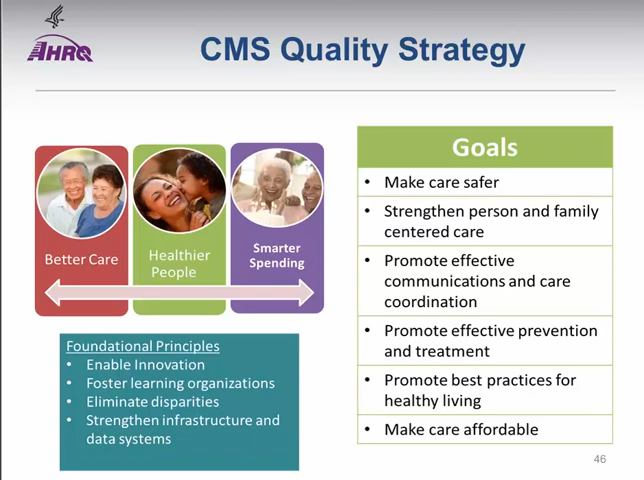 AHRQ
CMS Quality Strategy
Better Care
Healthier
People
Smarter
Spending
Foundational Principles
• Enable Innovation
• Foster learning organizations
• Eliminate disparities
• Strengthen infrastructure and
data systems
Goals
• Make care safer
• Strengthen person and family
centered care
• Promote effective
communications and care
coordination
• Promote effective prevention
and treatment
• Promote best practices for
healthy living
• Make care affordable
46